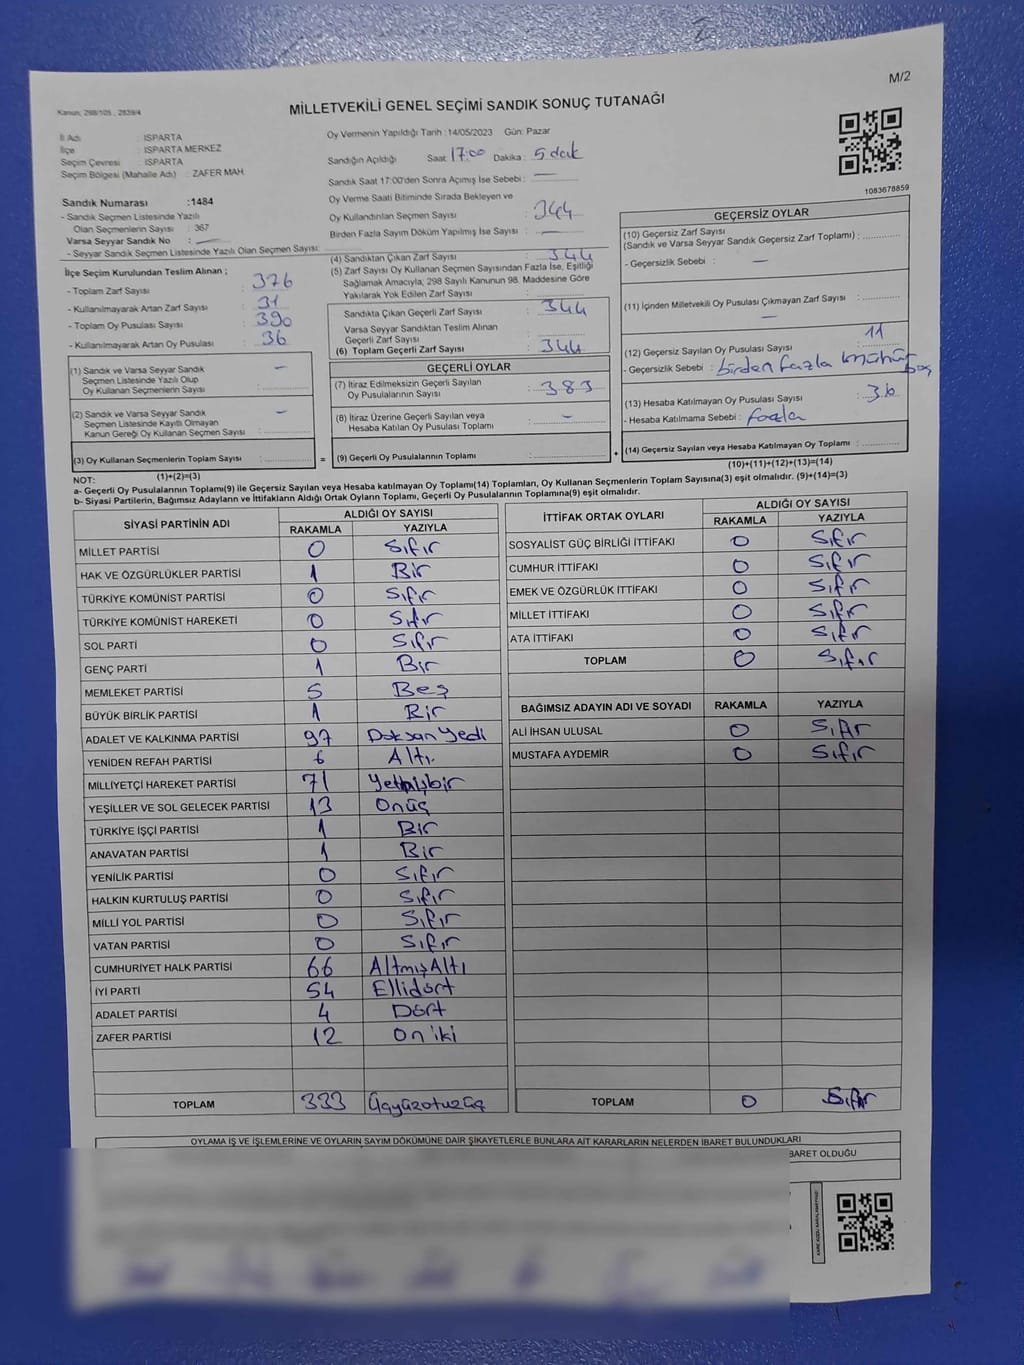 M/2
Kanun: 298/105 , 2839/4
MİLLETVEKİLİ GENEL SEÇİMİ SANDIK SONUÇ TUTANAĞI
İl Adı : ISPARTA
İlçe : ISPARTA MERKEZ
Seçim Çevresi : ISPARTA
Seçim Bölgesi (Mahalle Adı) : ZAFER MAH.
Sandık Numarası :1484
- Sandık Seçmen Listesinde Yazılı
Olan Seçmenlerin Sayısı : 367
Varsa Seyyar Sandık No : —
- Seyyar Sandık Seçmen Listesinde Yazılı Olan Seçmen Sayısı:
İlçe Seçim Kurulundan Teslim Alınan ;
- Toplam Zarf Sayısı : 376
- Kullanılmayarak Artan Zarf Sayısı : 31
- Toplam Oy Pusulası Sayısı : 390
- Kullanılmayarak Artan Oy Pusulası : 36
Oy Vermenin Yapıldığı Tarih : 14/05/2023 Gün: Pazar
Sandığın Açıldığı Saat : 17:00 Dakika : 5 dak
Sandık Saat 17:00'den Sonra Açımış İse Sebebi : —
Oy Verme Saati Bitiminde Sırada Bekleyen ve
Oy Kullandırılan Seçmen Sayısı : 344
Birden Fazla Sayım Döküm Yapılmış İse Sayısı : —
(4) Sandıktan Çıkan Zarf Sayısı : 344
(5) Zarf Sayısı Oy Kullanan Seçmen Sayısından Fazla İse, Eşitliği
Sağlamak Amacıyla, 298 Sayılı Kanunun 98. Maddesine Göre
Yakılarak Yok Edilen Zarf Sayısı :
Sandıkta Çıkan Geçerli Zarf Sayısı : 344
Varsa Seyyar Sandıktan Teslim Alınan
Geçerli Zarf Sayısı :
(6) Toplam Geçerli Zarf Sayısı : 344
1083678859
GEÇERSİZ OYLAR
(10) Geçersiz Zarf Sayısı
(Sandık ve Varsa Seyyar Sandık Geçersiz Zarf Toplamı) :
- Geçersizlik Sebebi : —
(11) İçinden Milletvekili Oy Pusulası Çıkmayan Zarf Sayısı :
—
(12) Geçersiz Sayılan Oy Pusulası Sayısı : 11
- Geçersizlik Sebebi : birden fazla mühür boş
(13) Hesaba Katılmayan Oy Pusulası Sayısı : 36
- Hesaba Katılmama Sebebi : fazla
(14) Geçersiz Sayılan veya Hesaba Katılmayan Oy Toplamı :
(10)+(11)+(12)+(13)=(14)
(1) Sandık ve Varsa Seyyar Sandık
Seçmen Listesinde Yazılı Olup
Oy Kullanan Seçmenlerin Sayısı : —
(2) Sandık ve Varsa Seyyar Sandık
Seçmen Listesinde Kayıtlı Olmayan
Kanun Gereği Oy Kullanan Seçmen Sayısı : —
(3) Oy Kullanan Seçmenlerin Toplam Sayısı :
(1)+(2)=(3)
GEÇERLİ OYLAR
(7) İtiraz Edilmeksizin Geçerli Sayılan
Oy Pusulalarının Sayısı : 383
(8) İtiraz Üzerine Geçerli Sayılan veya
Hesaba Katılan Oy Pusulası Toplamı : —
= (9) Geçerli Oy Pusulalarının Toplamı : +
NOT:
a- Geçerli Oy Pusulalarının Toplamı(9) ile Geçersiz Sayılan veya Hesaba Katılmayan Oy Toplamı(14) Toplamları, Oy Kullanan Seçmenlerin Toplam Sayısına(3) eşit olmalıdır. (9)+(14)=(3)
b- Siyasi Partilerin, Bağımsız Adayların ve İttifakların Aldığı Ortak Oyların Toplamı, Geçerli Oy Pusulalarının Toplamına(9) eşit olmalıdır.
SİYASİ PARTİNİN ADI ALDIĞI OY SAYISI
RAKAMLA YAZIYLA
MİLLET PARTİSİ 0 Sıfır
HAK VE ÖZGÜRLÜKLER PARTİSİ 1 Bir
TÜRKİYE KOMÜNİST PARTİSİ 0 Sıfır
TÜRKİYE KOMÜNİST HAREKETİ 0 Sıfır
SOL PARTİ 0 Sıfır
GENÇ PARTİ 1 Bir
MEMLEKET PARTİSİ 5 Beş
BÜYÜK BİRLİK PARTİSİ 1 Bir
ADALET VE KALKINMA PARTİSİ 97 Doksan yedi
YENİDEN REFAH PARTİSİ 6 Altı
MİLLİYETÇİ HAREKET PARTİSİ 71 Yetmişbir
YEŞİLLER VE SOL GELECEK PARTİSİ 13 Onüç
TÜRKİYE İŞÇİ PARTİSİ 1 Bir
ANAVATAN PARTİSİ 1 Bir
YENİLİK PARTİSİ 0 Sıfır
HALKIN KURTULUŞ PARTİSİ 0 Sıfır
MİLLİ YOL PARTİSİ 0 Sıfır
VATAN PARTİSİ 0 Sıfır
CUMHURİYET HALK PARTİSİ 66 Altmış Altı
İYİ PARTİ 54 Ellidört
ADALET PARTİSİ 4 Dört
ZAFER PARTİSİ 12 On iki
TOPLAM 333 Üçyüzotuzüç
İTTİFAK ORTAK OYLARI ALDIĞI OY SAYISI
RAKAMLA YAZIYLA
SOSYALİST GÜÇ BİRLİĞİ İTTİFAKI 0 Sıfır
CUMHUR İTTİFAKI 0 Sıfır
EMEK VE ÖZGÜRLÜK İTTİFAKI 0 Sıfır
MİLLET İTTİFAKI 0 Sıfır
ATA İTTİFAKI 0 Sıfır
TOPLAM 0 Sıfır
BAĞIMSIZ ADAYIN ADI VE SOYADI RAKAMLA YAZIYLA
ALİ İHSAN ULUSAL 0 Sıfır
MUSTAFA AYDEMİR 0 Sıfır
TOPLAM 0 Sıfır
OYLAMA İŞ VE İŞLEMLERİNE VE OYLARIN SAYIM DÖKÜMÜNE DAİR ŞİKAYETLERLE BUNLARA AİT KARARLARIN NELERDEN İBARET BULUNDUKLARI
BARET OLDUĞU